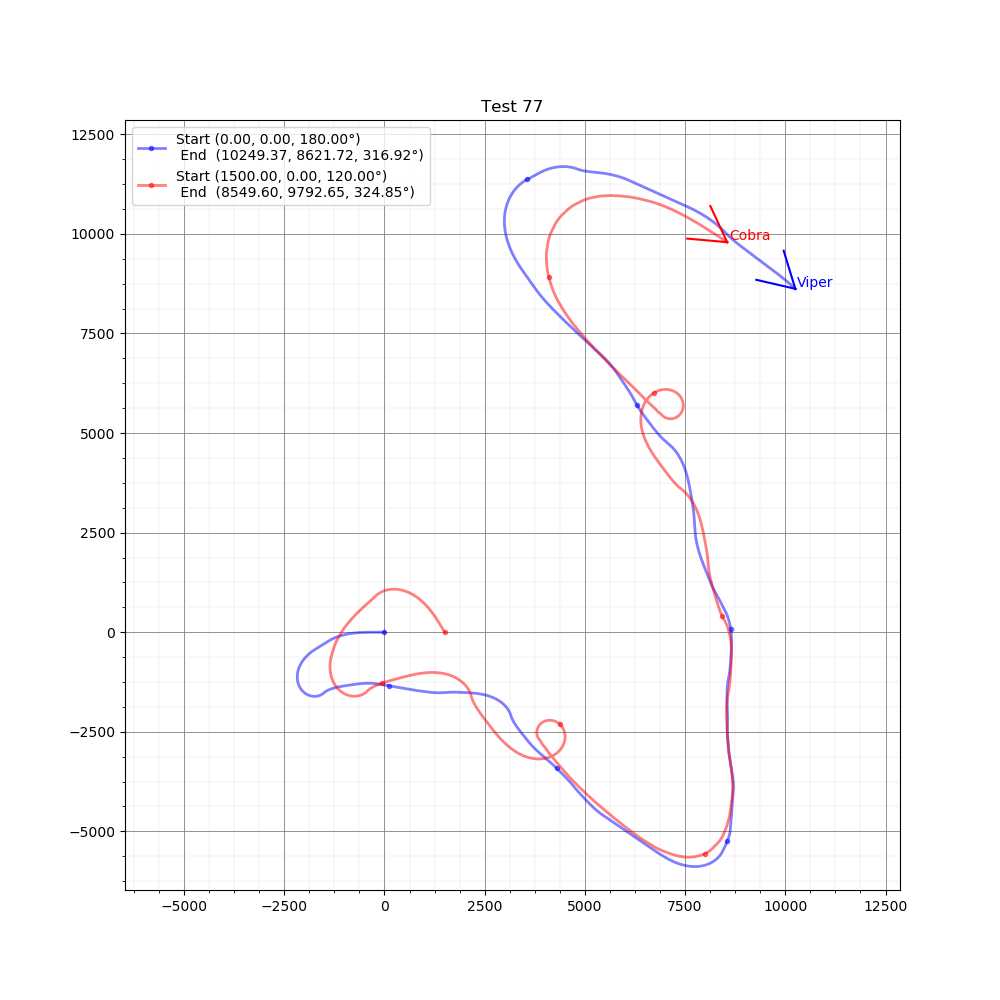 Test 77
Start (0.00, 0.00, 180.00°)
End (10249.37, 8621.72, 316.92°)
Start (1500.00, 0.00, 120.00°)
End (8549.60, 9792.65, 324.85°)
12500
10000
7500
5000
2500
0
−2500
−5000
Cobra
Viper
−5000 −2500 0 2500 5000 7500 10000 12500